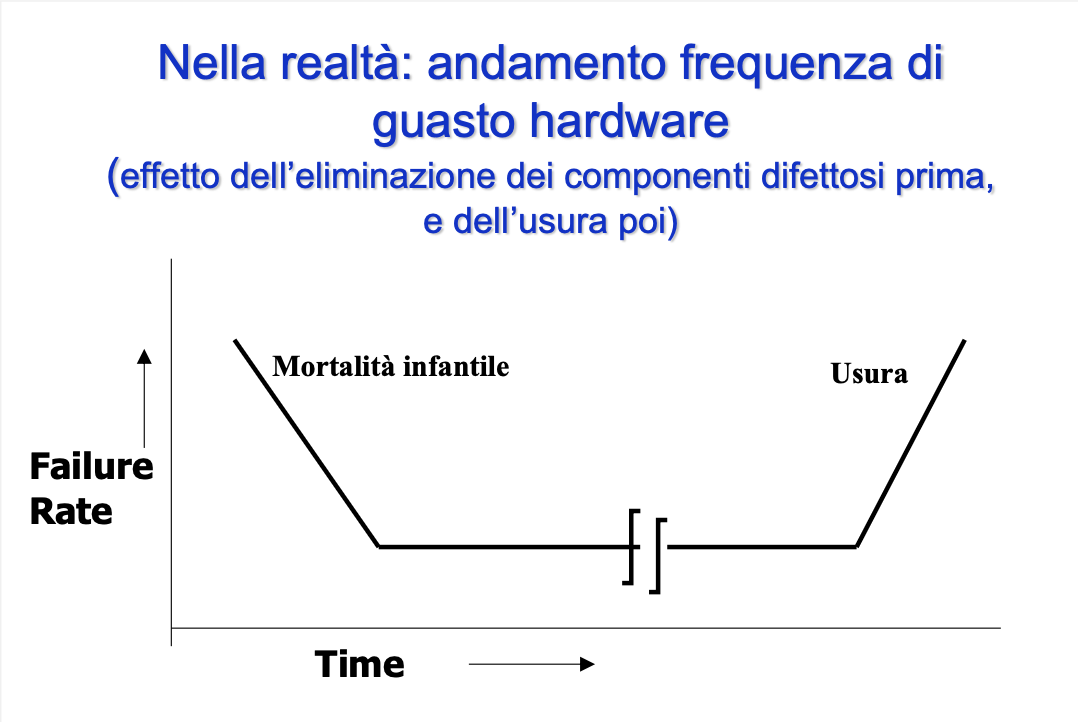 Nella realtà: andamento frequenza di
guasto hardware
(effetto dell’eliminazione dei componenti difettosi prima,
e dell’usura poi)
Mortalità infantile
Usura
Failure
Rate
Time